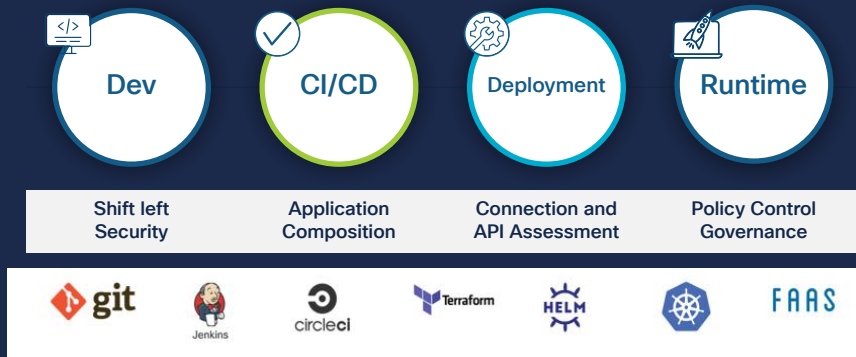 </>
Dev
CI/CD
Deployment
Runtime
Shift left
Security
Application
Composition
Connection and
API Assessment
Policy Control
Governance
git
Jenkins
circleci
Terraform
HELM
FAAS